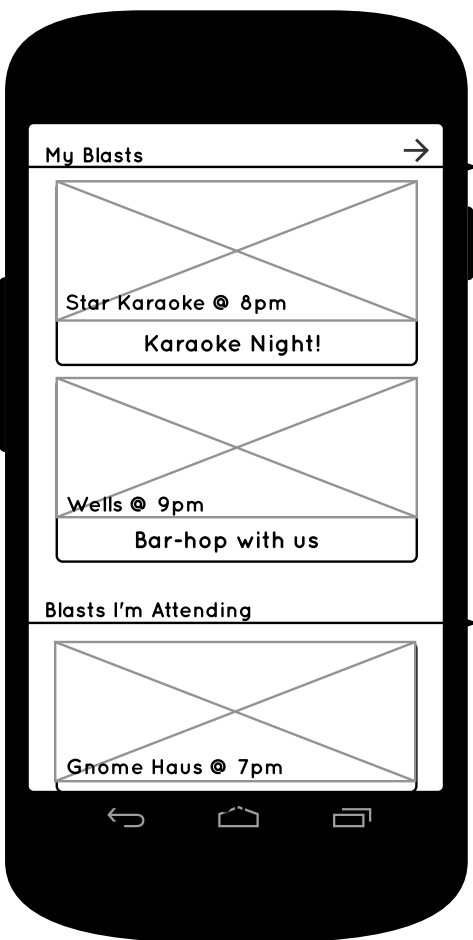 My Blasts
Star Karaoke @ 8pm
Karaoke Night!
Wells @ 9pm
Bar-hop with us
Blasts I'm Attending
Gnome Haus @ 7pm